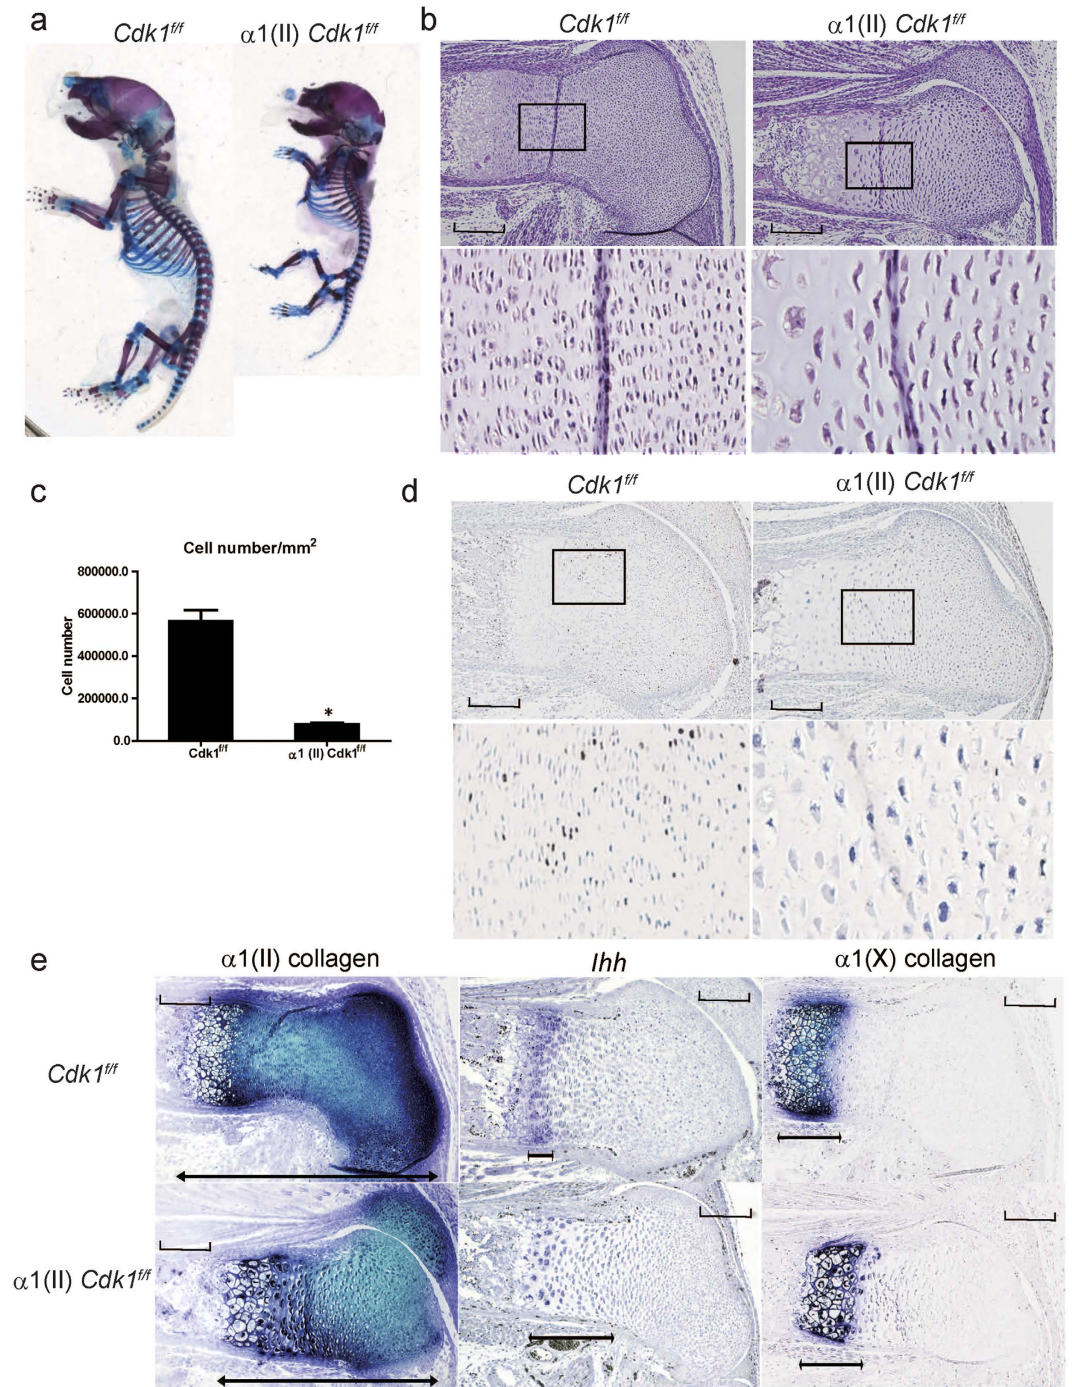 a
Cdk1f/f
α1(II) Cdk1f/f
b
Cdk1f/f
α1(II) Cdk1f/f
c
Cell number/mm2
Cell number
800000.0
600000.0
400000.0
200000.0
0.0
*
Cdk1f/f
α1 (II) Cdk1f/f
d
Cdk1f/f
α1(II) Cdk1f/f
e
α1(II) collagen
Ihh
α1(X) collagen
Cdk1f/f
α1(II) Cdk1f/f